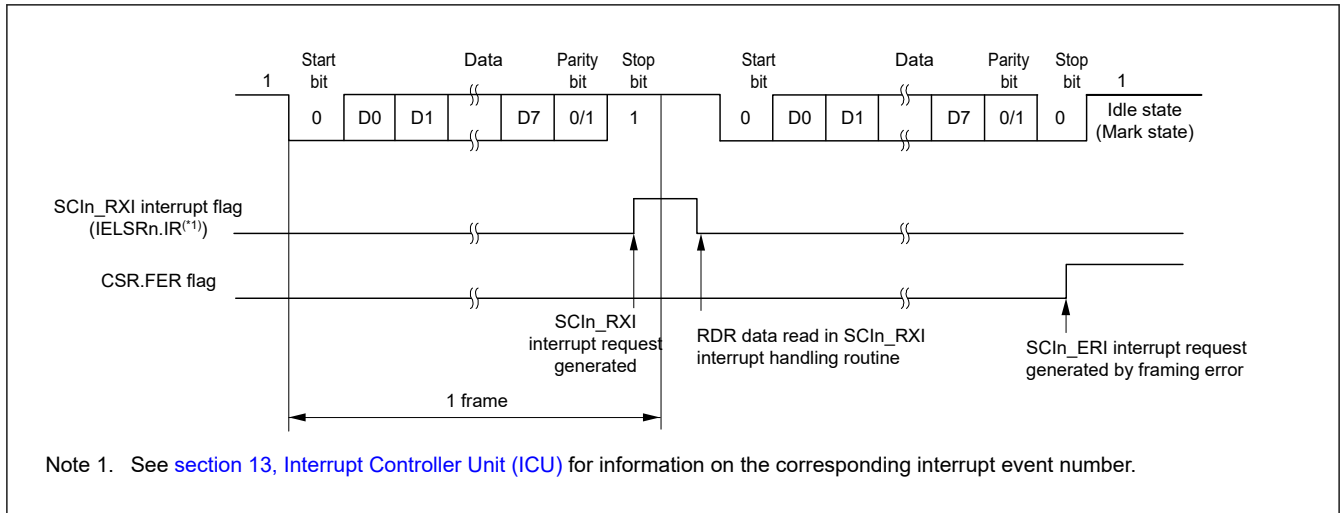 Start bit Data Parity bit Stop bit Start bit Data Parity bit Stop bit
1 1
0 D0 D1 D7 0/1 1 0 D0 D1 D7 0/1 0 Idle state
(Mark state)
SCIn_RXI interrupt flag
(IELSRn.IR(*1))
CSR.FER flag
SCIn_RXI
interrupt request
generated
RDR data read in SCIn_RXI
interrupt handling routine
SCIn_ERI interrupt request
generated by framing error
1 frame
Note 1. See section 13, Interrupt Controller Unit (ICU) for information on the corresponding interrupt event number.